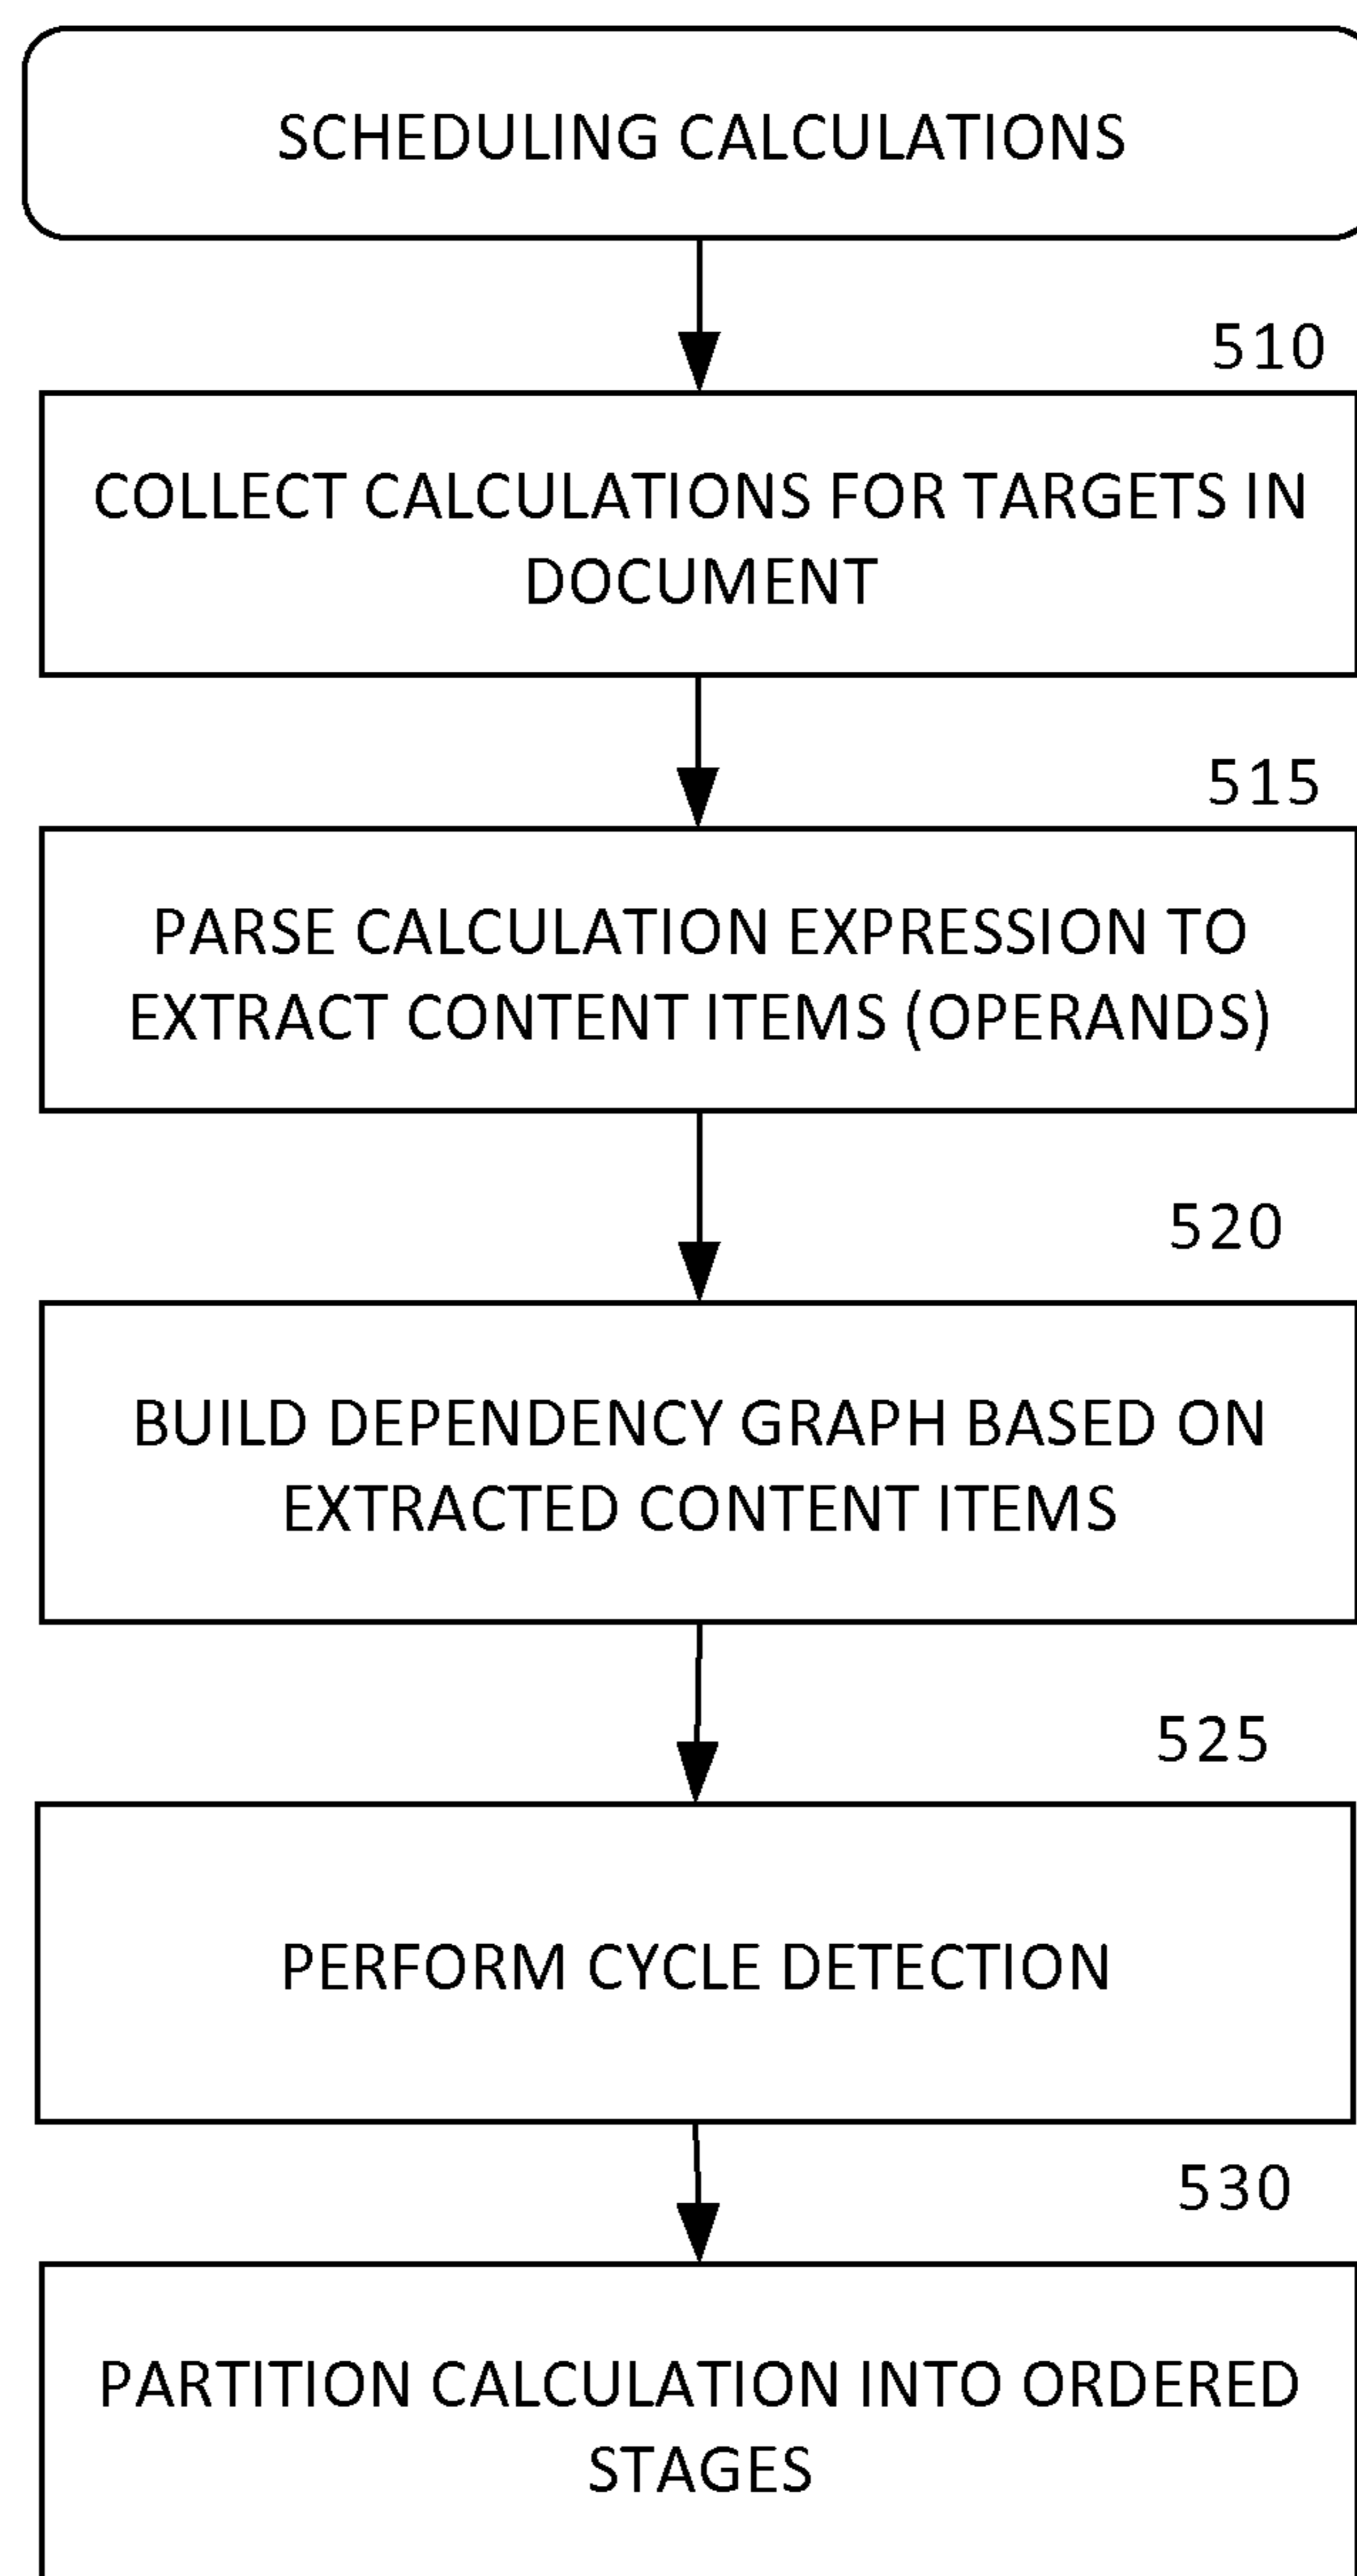 SCHEDULING CALCULATIONS
510
COLLECT CALCULATIONS FOR TARGETS IN
DOCUMENT
515
PARSE CALCULATION EXPRESSION TO
EXTRACT CONTENT ITEMS (OPERANDS)
520
BUILD DEPENDENCY GRAPH BASED ON
EXTRACTED CONTENT ITEMS
525
PERFORM CYCLE DETECTION
530
PARTITION CALCULATION INTO ORDERED
STAGES